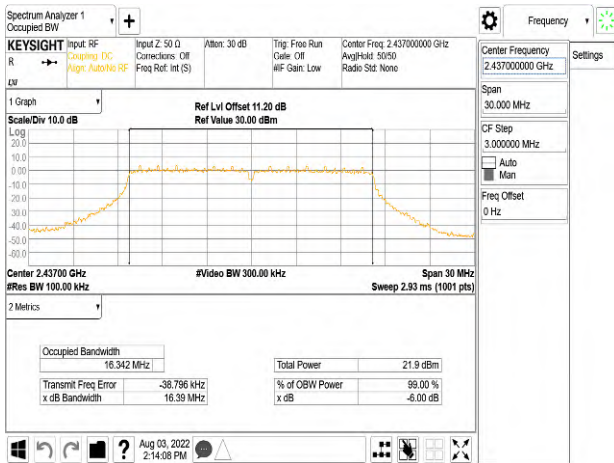 Spectrum Analyzer 1
Occupied BW
Frequency
KEYSIGHT
R
Input: RF
Coupling: DC
Align: Auto/No RF
Input Z: 50 Ω
Corrections: Off
Freq Ref: Int (S)
Atten: 30 dB
Trig: Free Run
Gate: Off
#IF Gain: Low
Center Freq: 2.437000000 GHz
Avg|Hold: 50/50
Radio Std: None
Center Frequency
2.437000000 GHz
Settings
Span
30.000 MHz
CF Step
3.000000 MHz
Auto
Man
Freq Offset
0 Hz
1 Graph
Scale/Div 10.0 dB
Ref Lvl Offset 11.20 dB
Ref Value 30.00 dBm
Log
20.0
10.0
0.00
-10.0
-20.0
-30.0
-40.0
-50.0
-60.0
Center 2.43700 GHz
#Video BW 300.00 kHz
Span 30 MHz
#Res BW 100.00 kHz
Sweep 2.93 ms (1001 pts)
2 Metrics
Occupied Bandwidth
16.342 MHz
Total Power 21.9 dBm
Transmit Freq Error -38.796 kHz
% of OBW Power 99.00 %
x dB Bandwidth 16.39 MHz
x dB -6.00 dB
?
Aug 03, 2022
2:14:08 PM